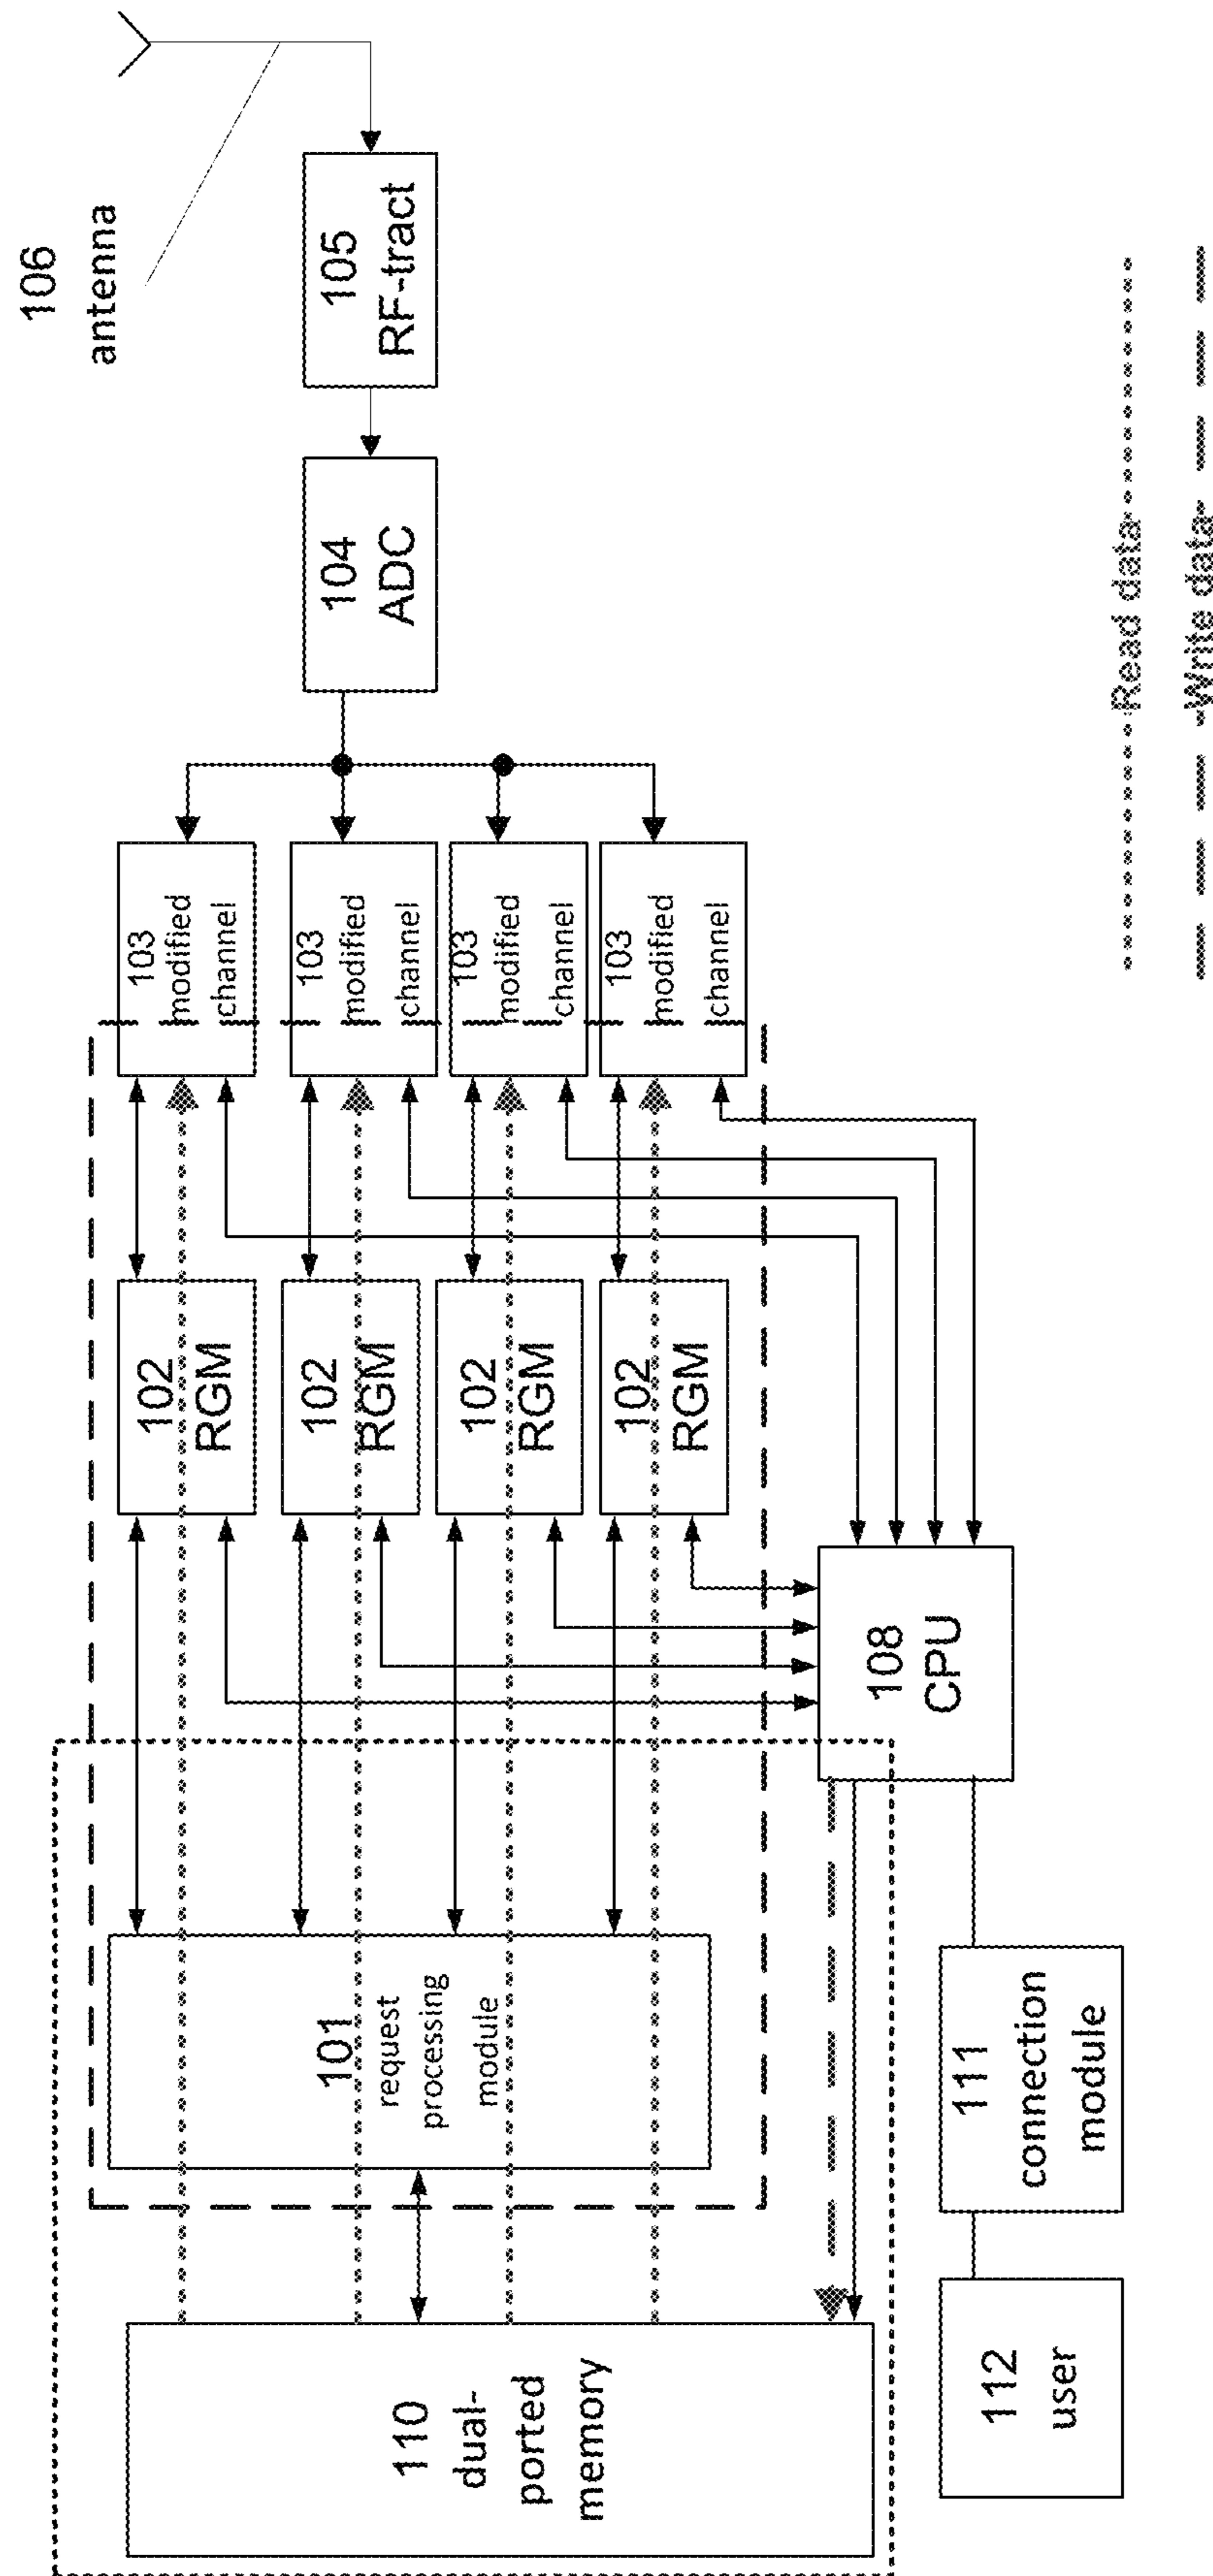 106
antenna
105
RF-tract
104
ADC
103
modified
channel
103
modified
channel
103
modified
channel
103
modified
channel
102
RGM
102
RGM
102
RGM
102
RGM
101
request
processing
module
110
dual-
ported
memory
108
CPU
111
connection
module
112
user
Read data
Write data